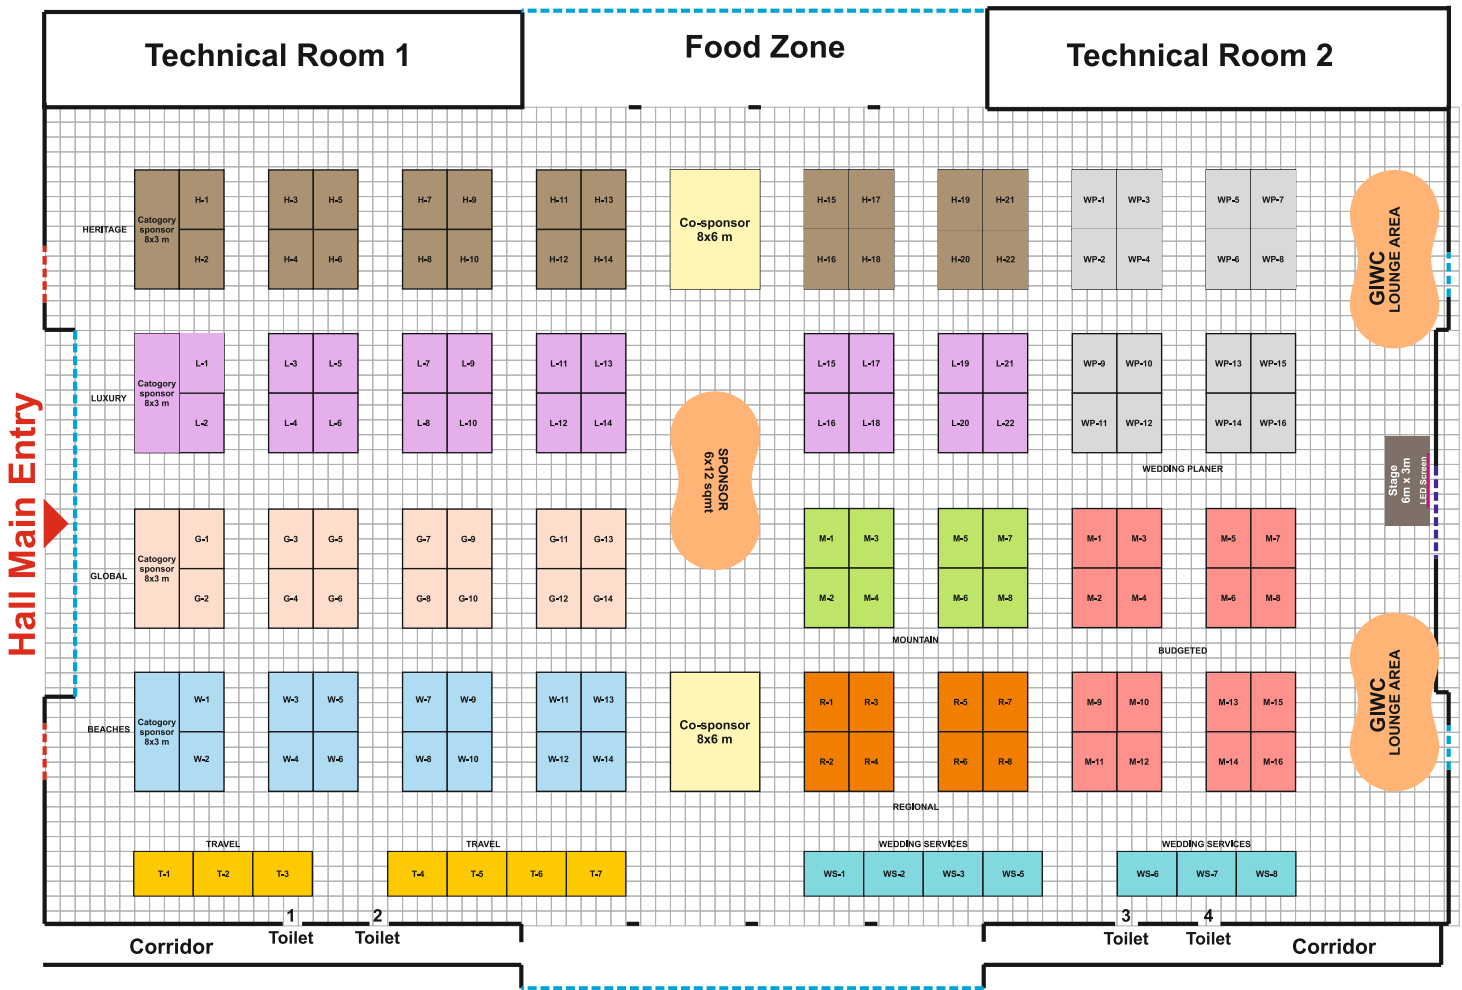 Technical Room 1
Food Zone
Technical Room 2
HERITAGE
Catogory
sponsor
8x3 m
H-1 H-3 H-5 H-7 H-9 H-11 H-13
H-2 H-4 H-6 H-8 H-10 H-12 H-14
Co-sponsor
8x6 m
H-15 H-17 H-19 H-21 WP-1 WP-3 WP-5 WP-7
H-16 H-18 H-20 H-22 WP-2 WP-4 WP-6 WP-8
GIWC
LOUNGE AREA
LUXURY
Catogory
sponsor
8x3 m
L-1 L-3 L-5 L-7 L-9 L-11 L-13
L-2 L-4 L-6 L-8 L-10 L-12 L-14
L-15 L-17 L-19 L-21 WP-9 WP-10 WP-13 WP-15
L-16 L-18 L-20 L-22 WP-11 WP-12 WP-14 WP-16
WEDDING PLANER
Hall Main Entry
SPONSOR
6x12 sqmt
Stage
6m x 3m
LED Screen
GLOBAL
Catogory
sponsor
8x3 m
G-1 G-3 G-5 G-7 G-9 G-11 G-13
G-2 G-4 G-6 G-8 G-10 G-12 G-14
M-1 M-3 M-5 M-7 M-1 M-3 M-5 M-7
M-2 M-4 M-6 M-8 M-2 M-4 M-6 M-8
MOUNTAIN
BUDGETED
BEACHES
Catogory
sponsor
8x3 m
W-1 W-3 W-5 W-7 W-9 W-11 W-13
W-2 W-4 W-6 W-8 W-10 W-12 W-14
Co-sponsor
8x6 m
R-1 R-3 R-5 R-7 M-9 M-10 M-13 M-15
R-2 R-4 R-6 R-8 M-11 M-12 M-14 M-16
GIWC
LOUNGE AREA
REGIONAL
TRAVEL
TRAVEL
WEDDING SERVICES
WEDDING SERVICES
T-1 T-2 T-3 T-4 T-5 T-6 T-7
WS-1 WS-2 WS-3 WS-5 WS-6 WS-7 WS-8
1 2 3 4
Corridor
Toilet
Toilet
Toilet
Toilet
Corridor